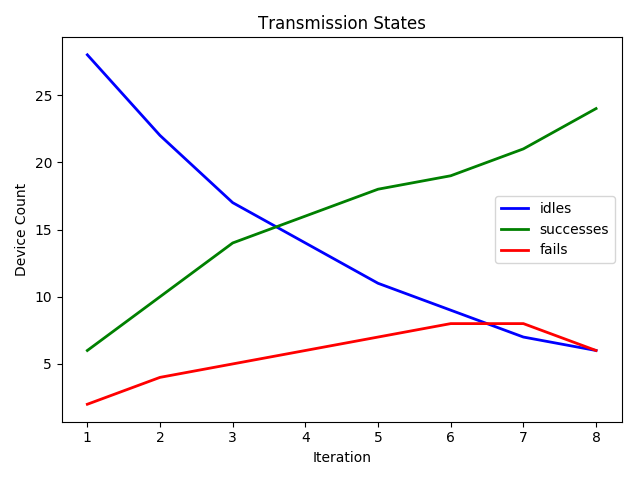 Transmission States
Device Count
25
20
15
10
5
idles
successes
fails
1 2 3 4 5 6 7 8
Iteration